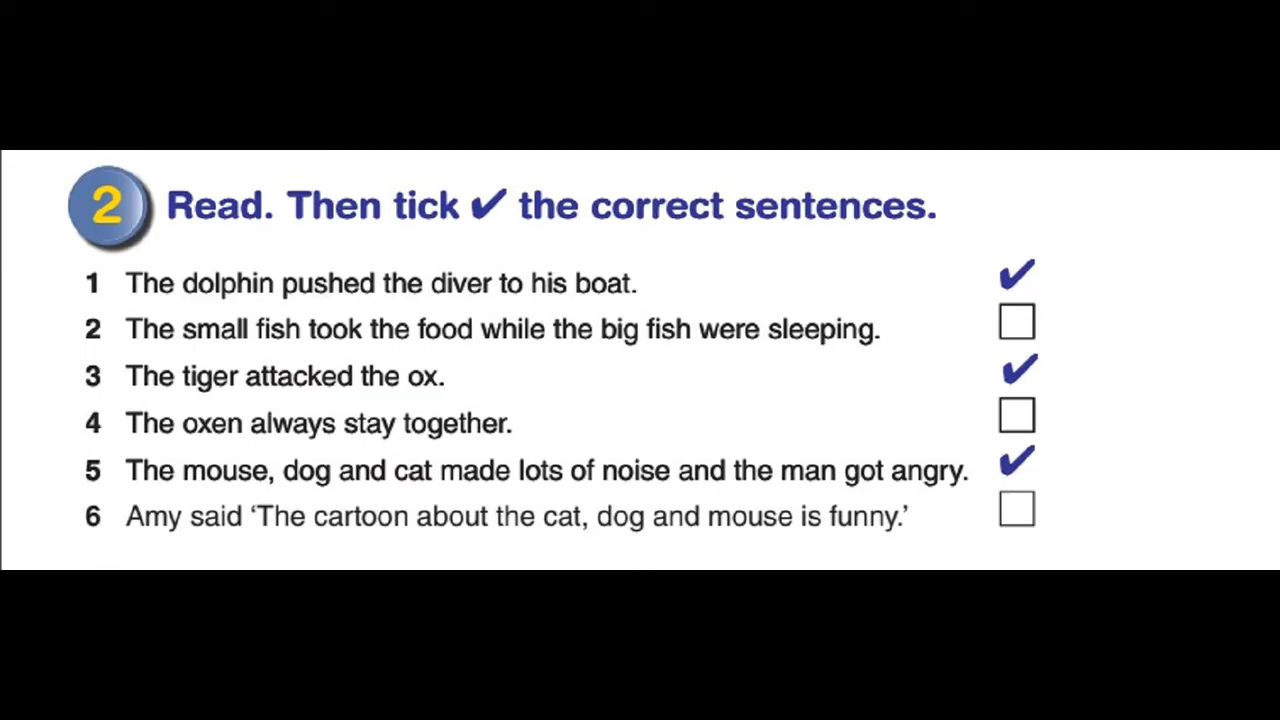 2 Read. Then tick ✔ the correct sentences.
1 The dolphin pushed the diver to his boat. ✔
2 The small fish took the food while the big fish were sleeping.
3 The tiger attacked the ox. ✔
4 The oxen always stay together.
5 The mouse, dog and cat made lots of noise and the man got angry. ✔
6 Amy said ‘The cartoon about the cat, dog and mouse is funny.’